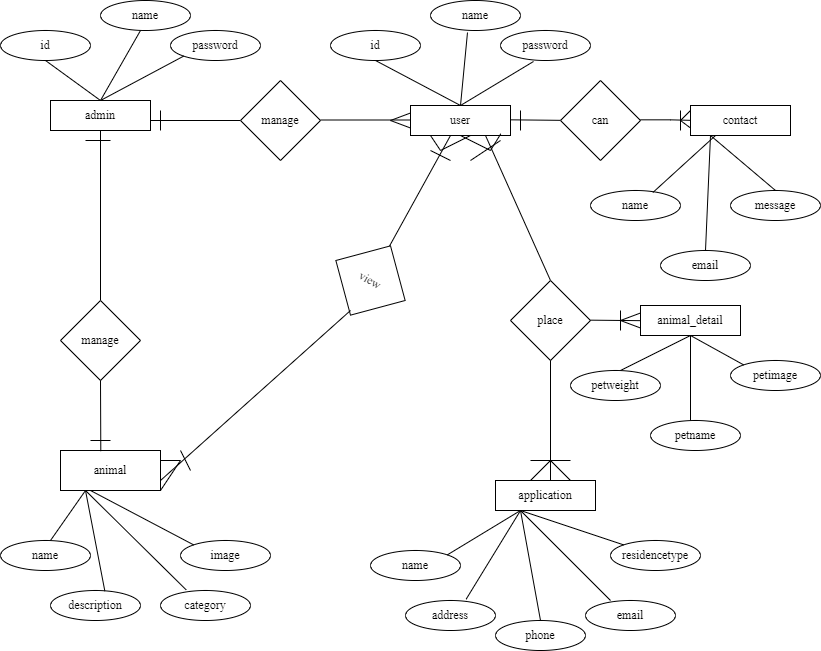 name
name
id
password
id
password
admin
manage
user
can
contact
name
message
email
view
manage
place
animal_detail
petweight
petimage
petname
animal
application
name
image
name
residencetype
description
category
address
email
phone